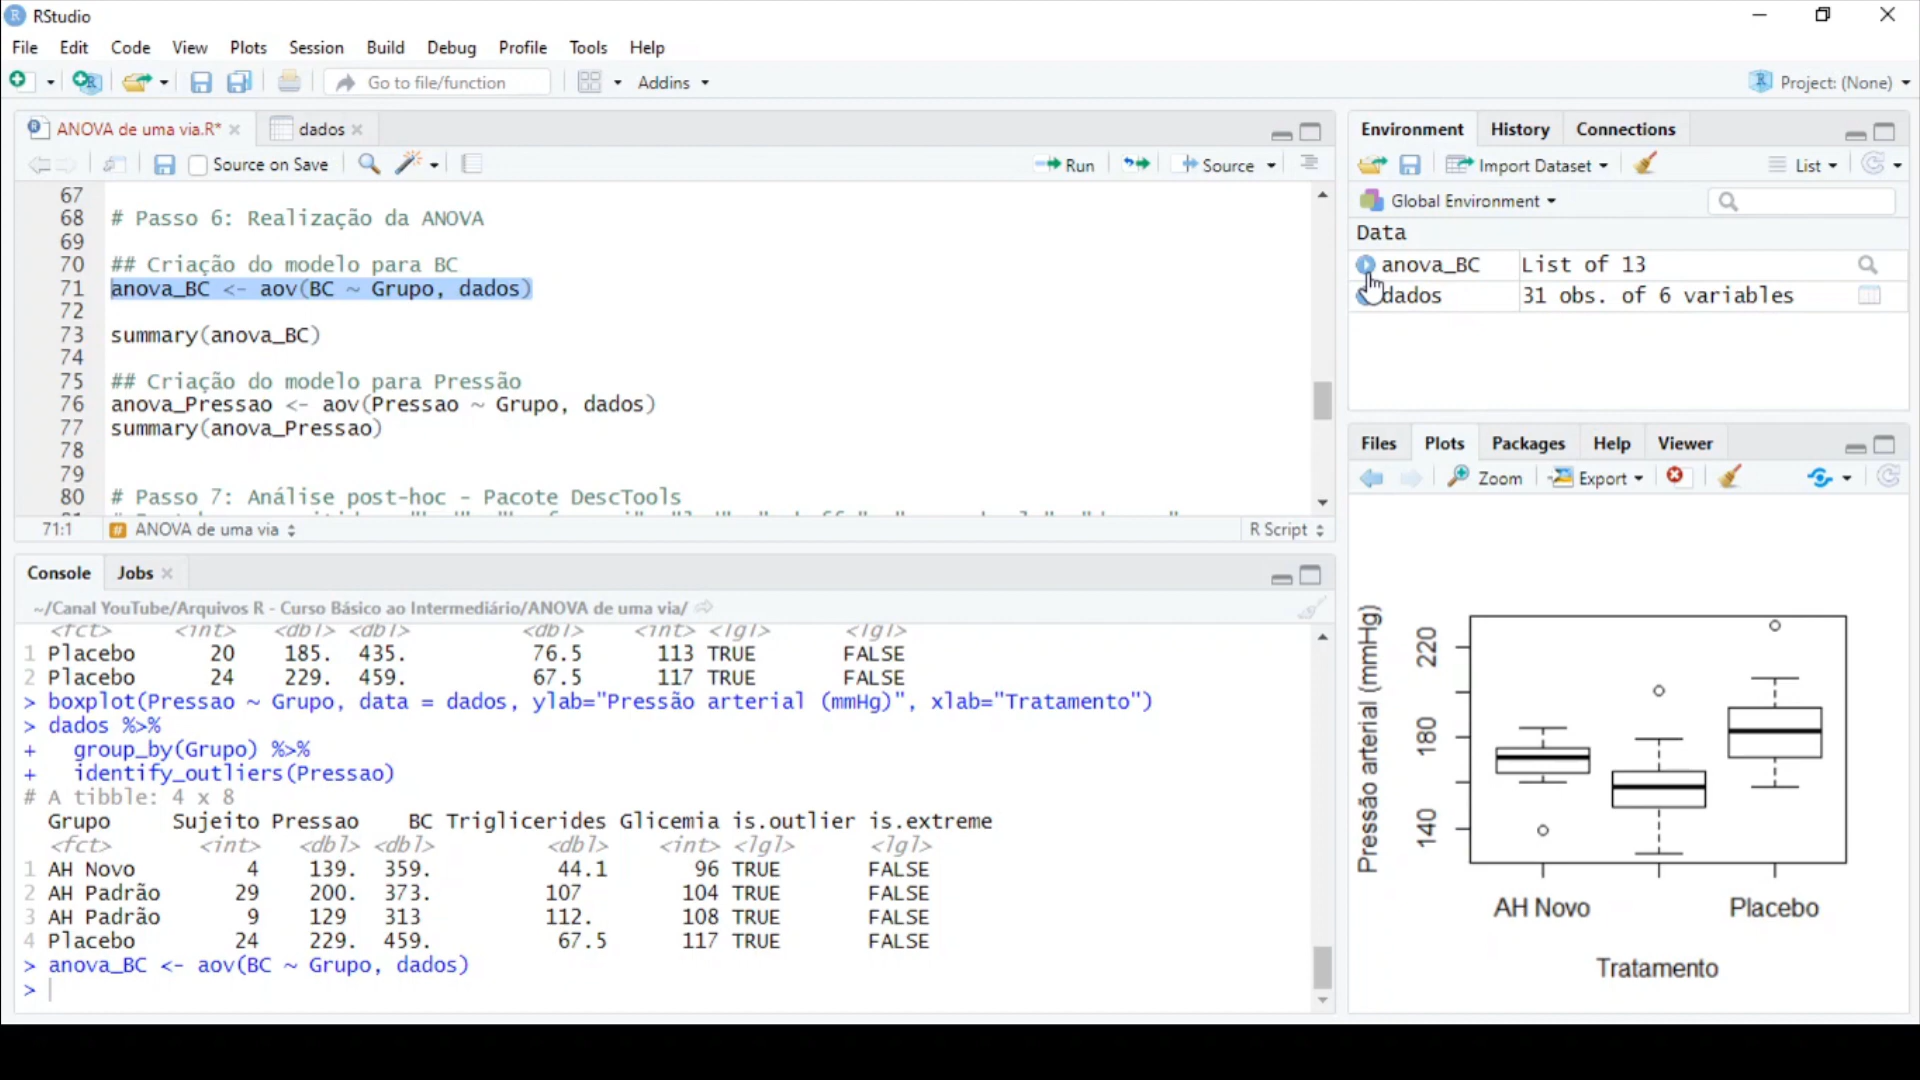 RStudio
File Edit Code View Plots Session Build Debug Profile Tools Help
Go to file/function Addins Project: (None)
ANOVA de uma via.R* dados
Source on Save Run Source
67
68 # Passo 6: Realização da ANOVA
69
70 ## Criação do modelo para BC
71 anova_BC <- aov(BC ~ Grupo, dados)
72
73 summary(anova_BC)
74
75 ## Criação do modelo para Pressão
76 anova_Pressao <- aov(Pressao ~ Grupo, dados)
77 summary(anova_Pressao)
78
79
80 # Passo 7: Análise post-hoc - Pacote DescTools
71:1 ANOVA de uma via R Script
Console Jobs
~/Canal YouTube/Arquivos R - Curso Básico ao Intermediário/ANOVA de uma via/
<fct> <int> <dbl> <dbl> <dbl> <int> <lgl> <lgl>
1 Placebo 20 185. 435. 76.5 113 TRUE FALSE
2 Placebo 24 229. 459. 67.5 117 TRUE FALSE
> boxplot(Pressao ~ Grupo, data = dados, ylab="Pressão arterial (mmHg)", xlab="Tratamento")
> dados %>%
+ group_by(Grupo) %>%
+ identify_outliers(Pressao)
# A tibble: 4 x 8
Grupo Sujeito Pressao BC Triglicerides Glicemia is.outlier is.extreme
<fct> <int> <dbl> <dbl> <dbl> <int> <lgl> <lgl>
1 AH Novo 4 139. 359. 44.1 96 TRUE FALSE
2 AH Padrão 29 200. 373. 107 104 TRUE FALSE
3 AH Padrão 9 129 313 112. 108 TRUE FALSE
4 Placebo 24 229. 459. 67.5 117 TRUE FALSE
> anova_BC <- aov(BC ~ Grupo, dados)
>
Environment History Connections
Import Dataset List
Global Environment
Data
anova_BC List of 13
dados 31 obs. of 6 variables
Files Plots Packages Help Viewer
Zoom Export
Pressão arterial (mmHg)
220
180
140
AH Novo Placebo
Tratamento